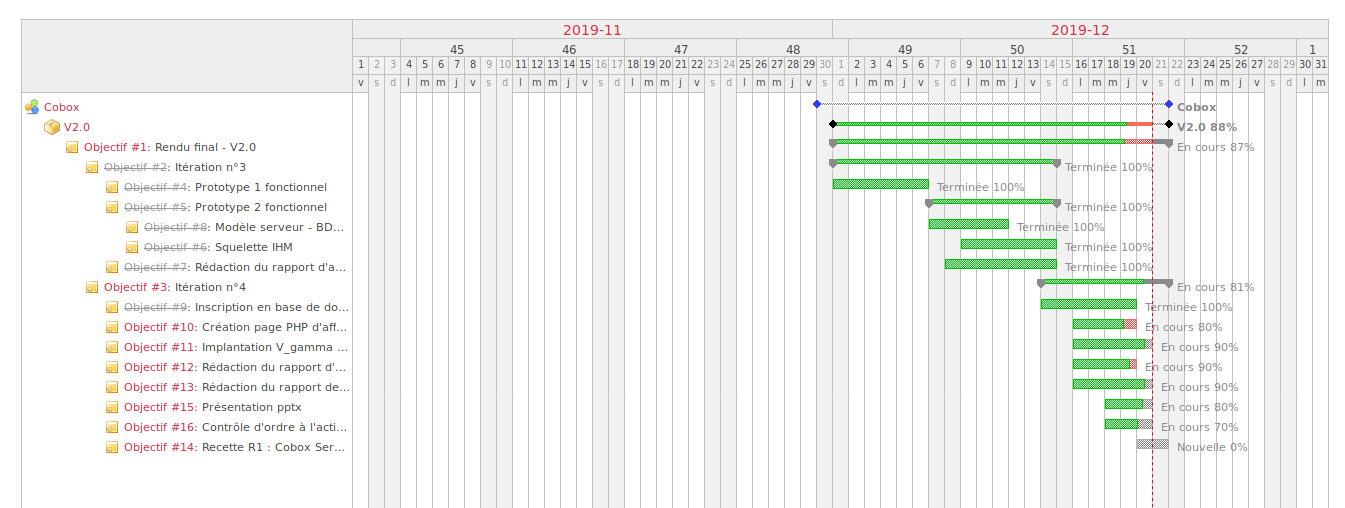 2019-11 2019-12
45 46 47 48 49 50 51 52 1
1 2 3 4 5 6 7 8 9 10 11 12 13 14 15 16 17 18 19 20 21 22 23 24 25 26 27 28 29 30 1 2 3 4 5 6 7 8 9 10 11 12 13 14 15 16 17 18 19 20 21 22 23 24 25 26 27 28 29 30 31
v s d l m m j v s d l m m j v s d l m m j v s d l m m j v s d l m m j v s d l m m j v s d l m m j v s d l m m j v s d l m
Cobox Cobox
V2.0 V2.0 88%
Objectif #1: Rendu final - V2.0 En cours 87%
Objectif #2: Itération n°3 Terminée 100%
Objectif #4: Prototype 1 fonctionnel Terminée 100%
Objectif #5: Prototype 2 fonctionnel Terminée 100%
Objectif #8: Modèle serveur - BD... Terminée 100%
Objectif #6: Squelette IHM Terminée 100%
Objectif #7: Rédaction du rapport d'a... Terminée 100%
Objectif #3: Itération n°4 En cours 81%
Objectif #9: Inscription en base de do... Terminée 100%
Objectif #10: Création page PHP d'aff... En cours 80%
Objectif #11: Implantation V_gamma ... En cours 90%
Objectif #12: Rédaction du rapport d'... En cours 90%
Objectif #13: Rédaction du rapport de... En cours 90%
Objectif #15: Présentation pptx En cours 80%
Objectif #16: Contrôle d'ordre à l'acti... En cours 70%
Objectif #14: Recette R1 : Cobox Ser... Nouvelle 0%